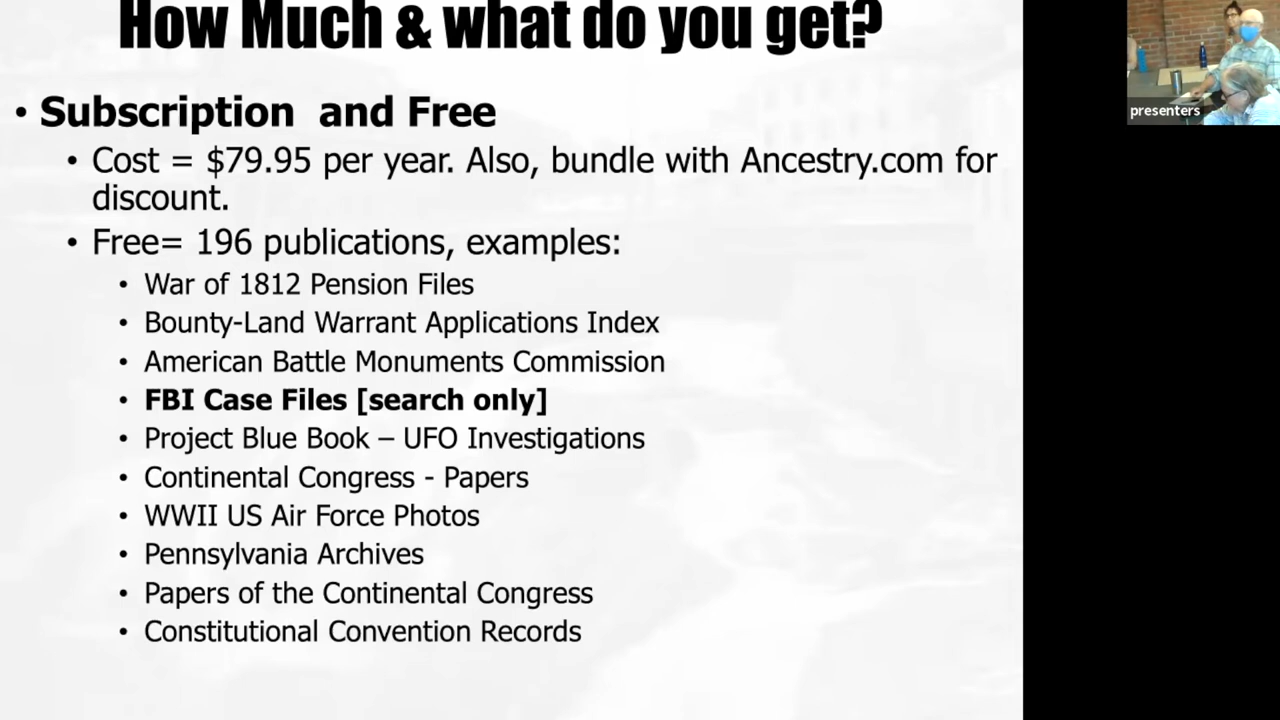 How Much & what do you get?
presenters
• Subscription and Free
• Cost = $79.95 per year. Also, bundle with Ancestry.com for
discount.
• Free= 196 publications, examples:
• War of 1812 Pension Files
• Bounty-Land Warrant Applications Index
• American Battle Monuments Commission
• FBI Case Files [search only]
• Project Blue Book – UFO Investigations
• Continental Congress - Papers
• WWII US Air Force Photos
• Pennsylvania Archives
• Papers of the Continental Congress
• Constitutional Convention Records